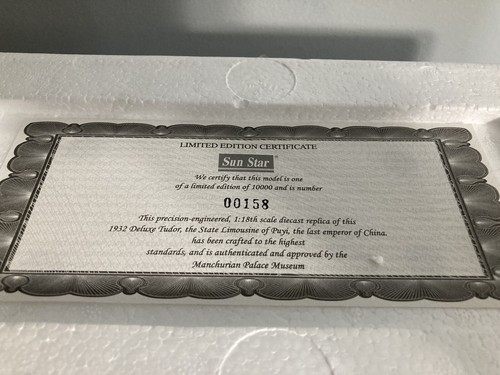 LIMITED EDITION CERTIFICATE
Sun Star
We certify that this model is one
of a limited edition of 10000 and is number
00158
This precision-engineered, 1:18th scale diecast replica of this
1932 Deluxe Tudor, the State Limousine of Puyi, the last emperor of China.
has been crafted to the highest
standards, and is authenticated and approved by the
Manchurian Palace Museum